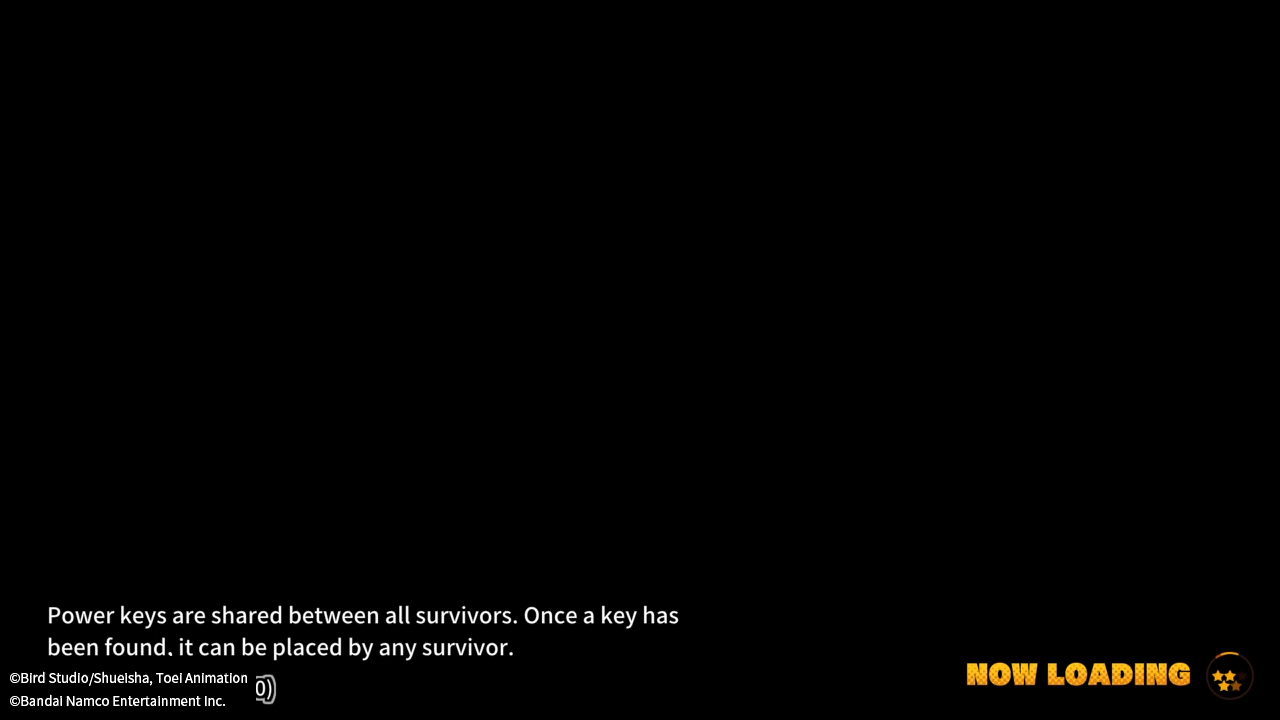 Power keys are shared between all survivors. Once a key has
been found, it can be placed by any survivor.
©Bird Studio/Shueisha, Toei Animation
©Bandai Namco Entertainment Inc.
NOW LOADING